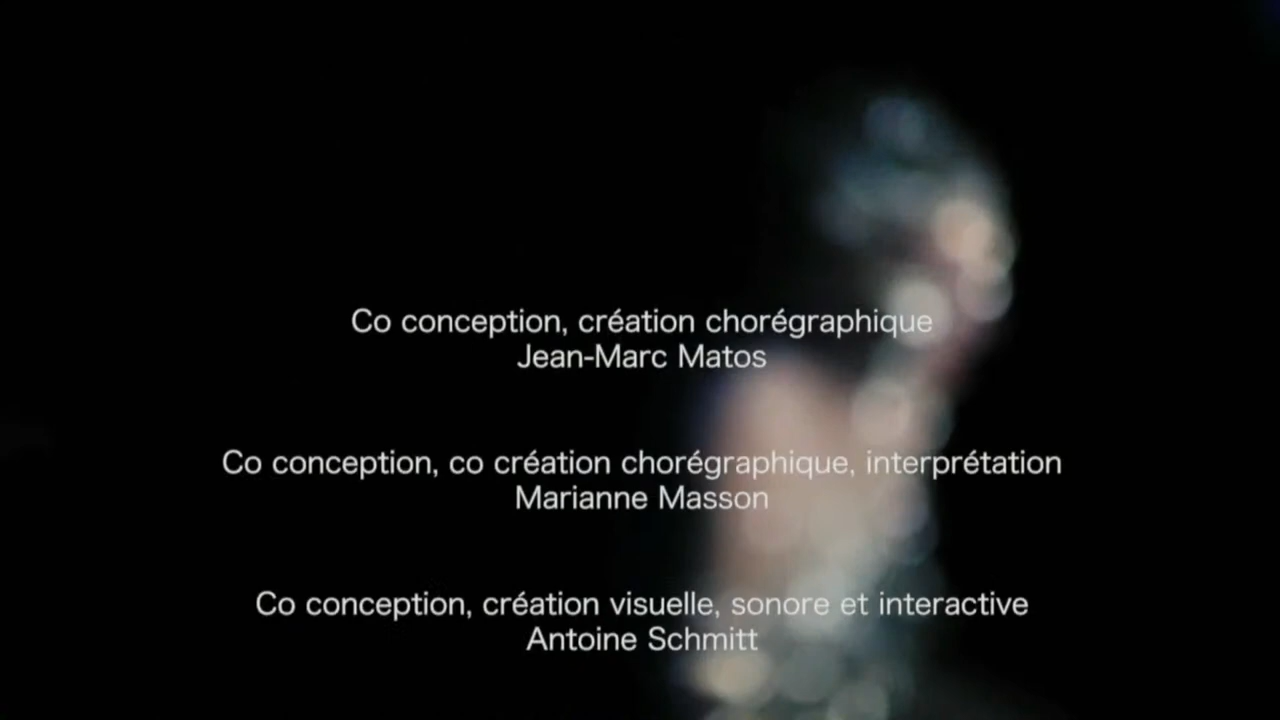 Co conception, création chorégraphique
Jean-Marc Matos
Co conception, co création chorégraphique, interprétation
Marianne Masson
Co conception, création visuelle, sonore et interactive
Antoine Schmitt